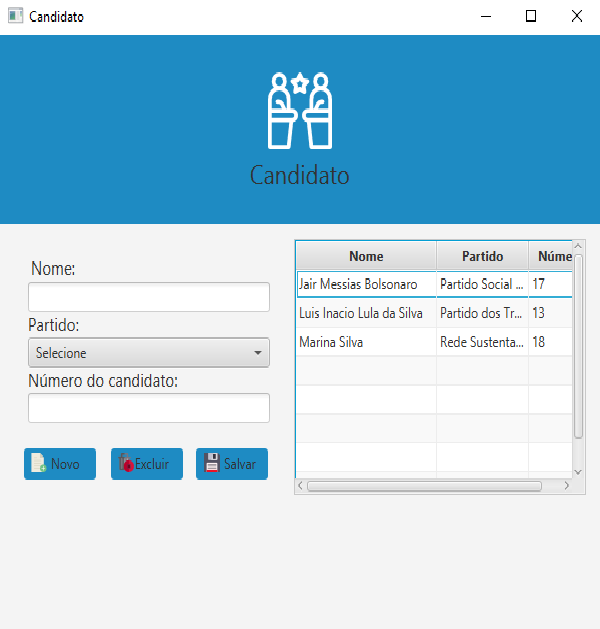 Candidato
Candidato
Nome:
Partido:
Selecione
Número do candidato:
Novo Excluir Salvar
Nome Partido Núme
Jair Messias Bolsonaro Partido Social ... 17
Luis Inacio Lula da Silva Partido dos Tr... 13
Marina Silva Rede Sustenta... 18